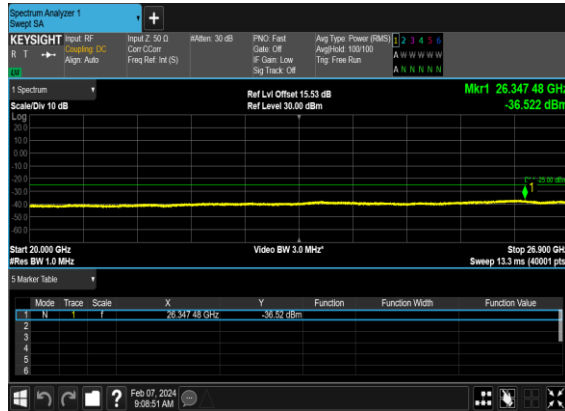 Spectrum Analyzer 1
Swept SA
+
KEYSIGHT Input: RF Input Z: 50 Ω #Atten: 30 dB PNO: Fast Avg Type: Power (RMS) 1 2 3 4 5 6
R T Coupling: DC Corr CCorr Gate: Off Avg|Hold: 100/100 A W W W W W
Align: Auto Freq Ref: Int (S) IF Gain: Low Trig: Free Run
Sig Track: Off A N N N N N
1 Spectrum
Ref Lvl Offset 15.53 dB Mkr1 26.347 48 GHz
Scale/Div 10 dB Ref Level 30.00 dBm -36.522 dBm
Log
20.0
10.0
0.00
-10.0
-20.0
-25.00 dBm
1
-30.0
-40.0
-50.0
-60.0
Start 20.000 GHz Video BW 3.0 MHz* Stop 26.900 GHz
#Res BW 1.0 MHz Sweep 13.3 ms (40001 pts)
5 Marker Table
Mode Trace Scale X Y Function Function Width Function Value
1 N 1 f 26.347 48 GHz -36.52 dBm
2
3
4
5
6
? Feb 07, 2024
9:08:51 AM